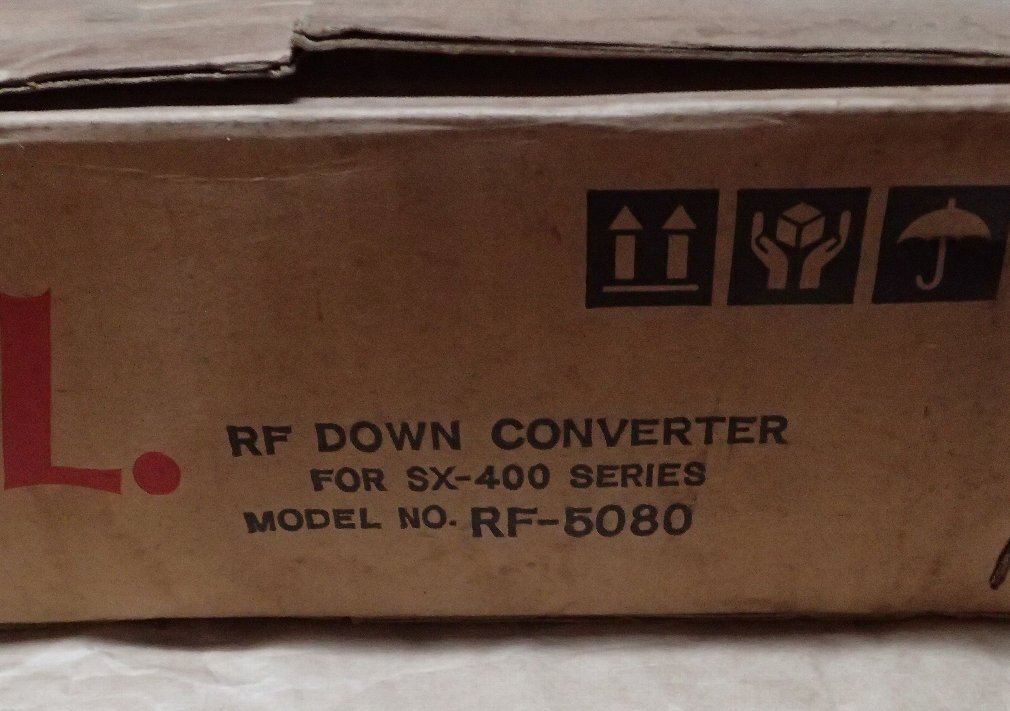 L.
RF DOWN CONVERTER
FOR SX-400 SERIES
MODEL NO. RF-5080